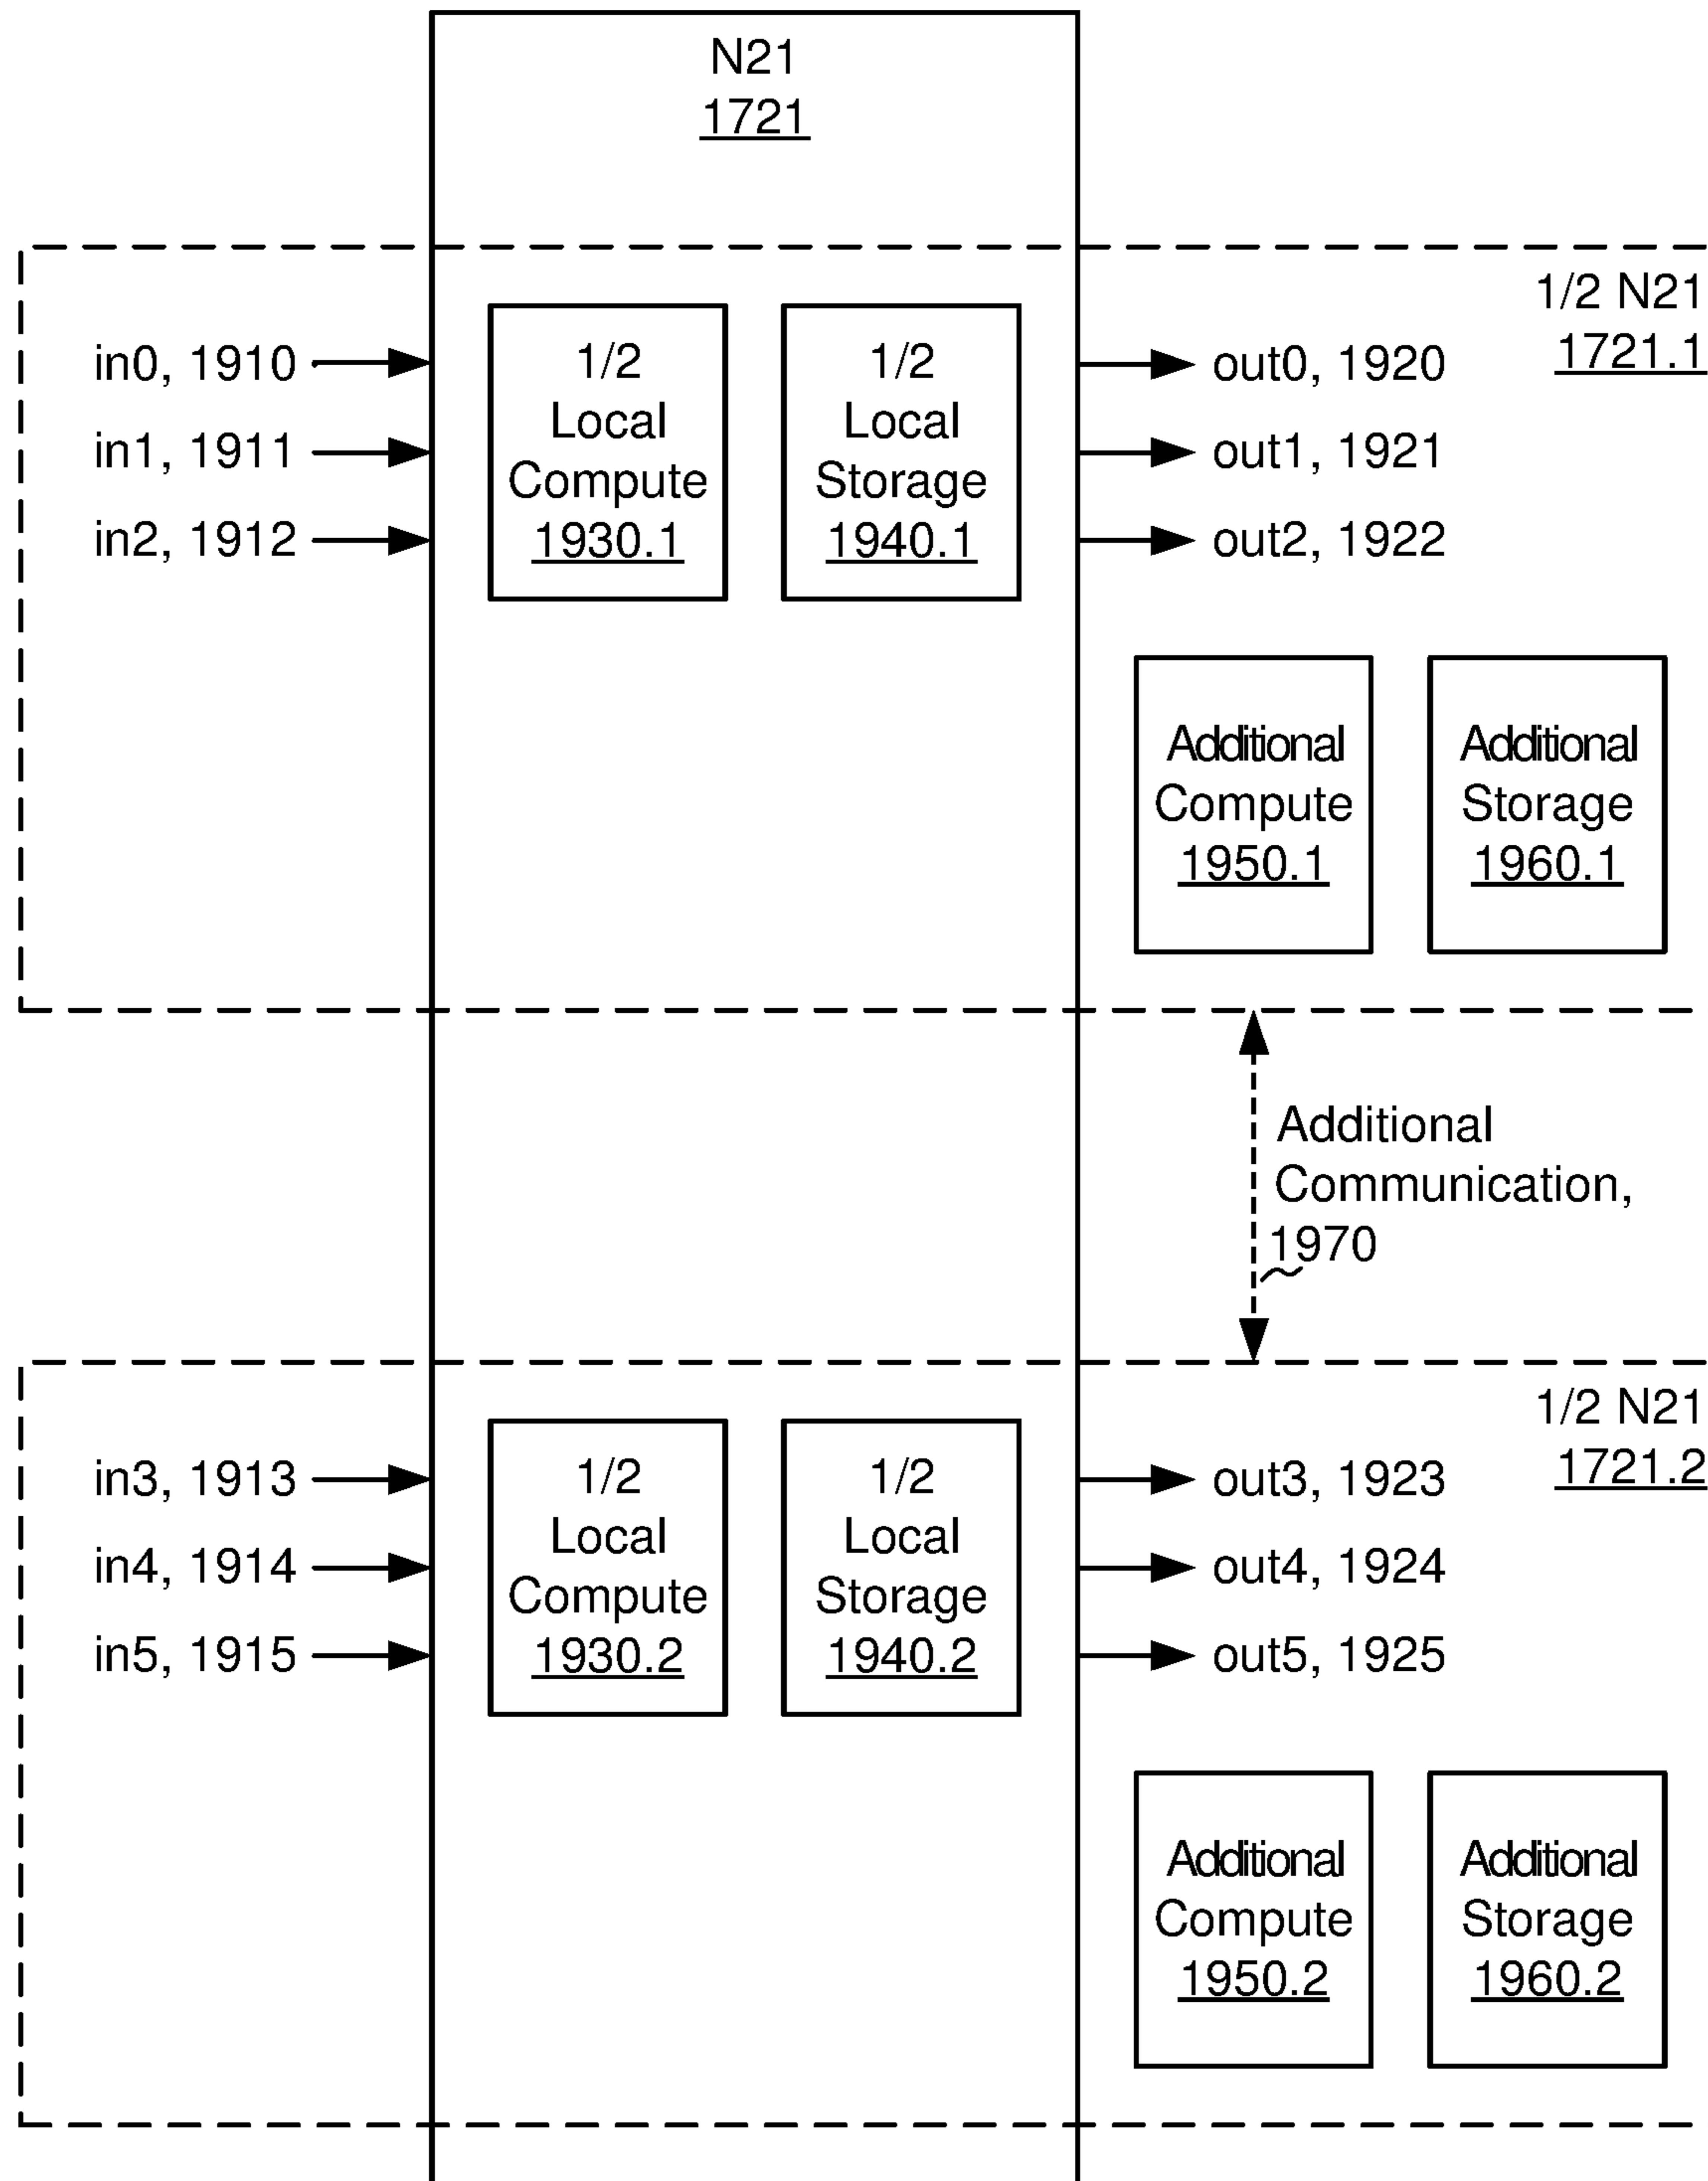 N21
1721
1/2 N21
1721.1
in0, 1910
in1, 1911
in2, 1912
1/2
Local
Compute
1930.1
1/2
Local
Storage
1940.1
out0, 1920
out1, 1921
out2, 1922
Additional
Compute
1950.1
Additional
Storage
1960.1
Additional
Communication,
1970
1/2 N21
1721.2
in3, 1913
in4, 1914
in5, 1915
1/2
Local
Compute
1930.2
1/2
Local
Storage
1940.2
out3, 1923
out4, 1924
out5, 1925
Additional
Compute
1950.2
Additional
Storage
1960.2